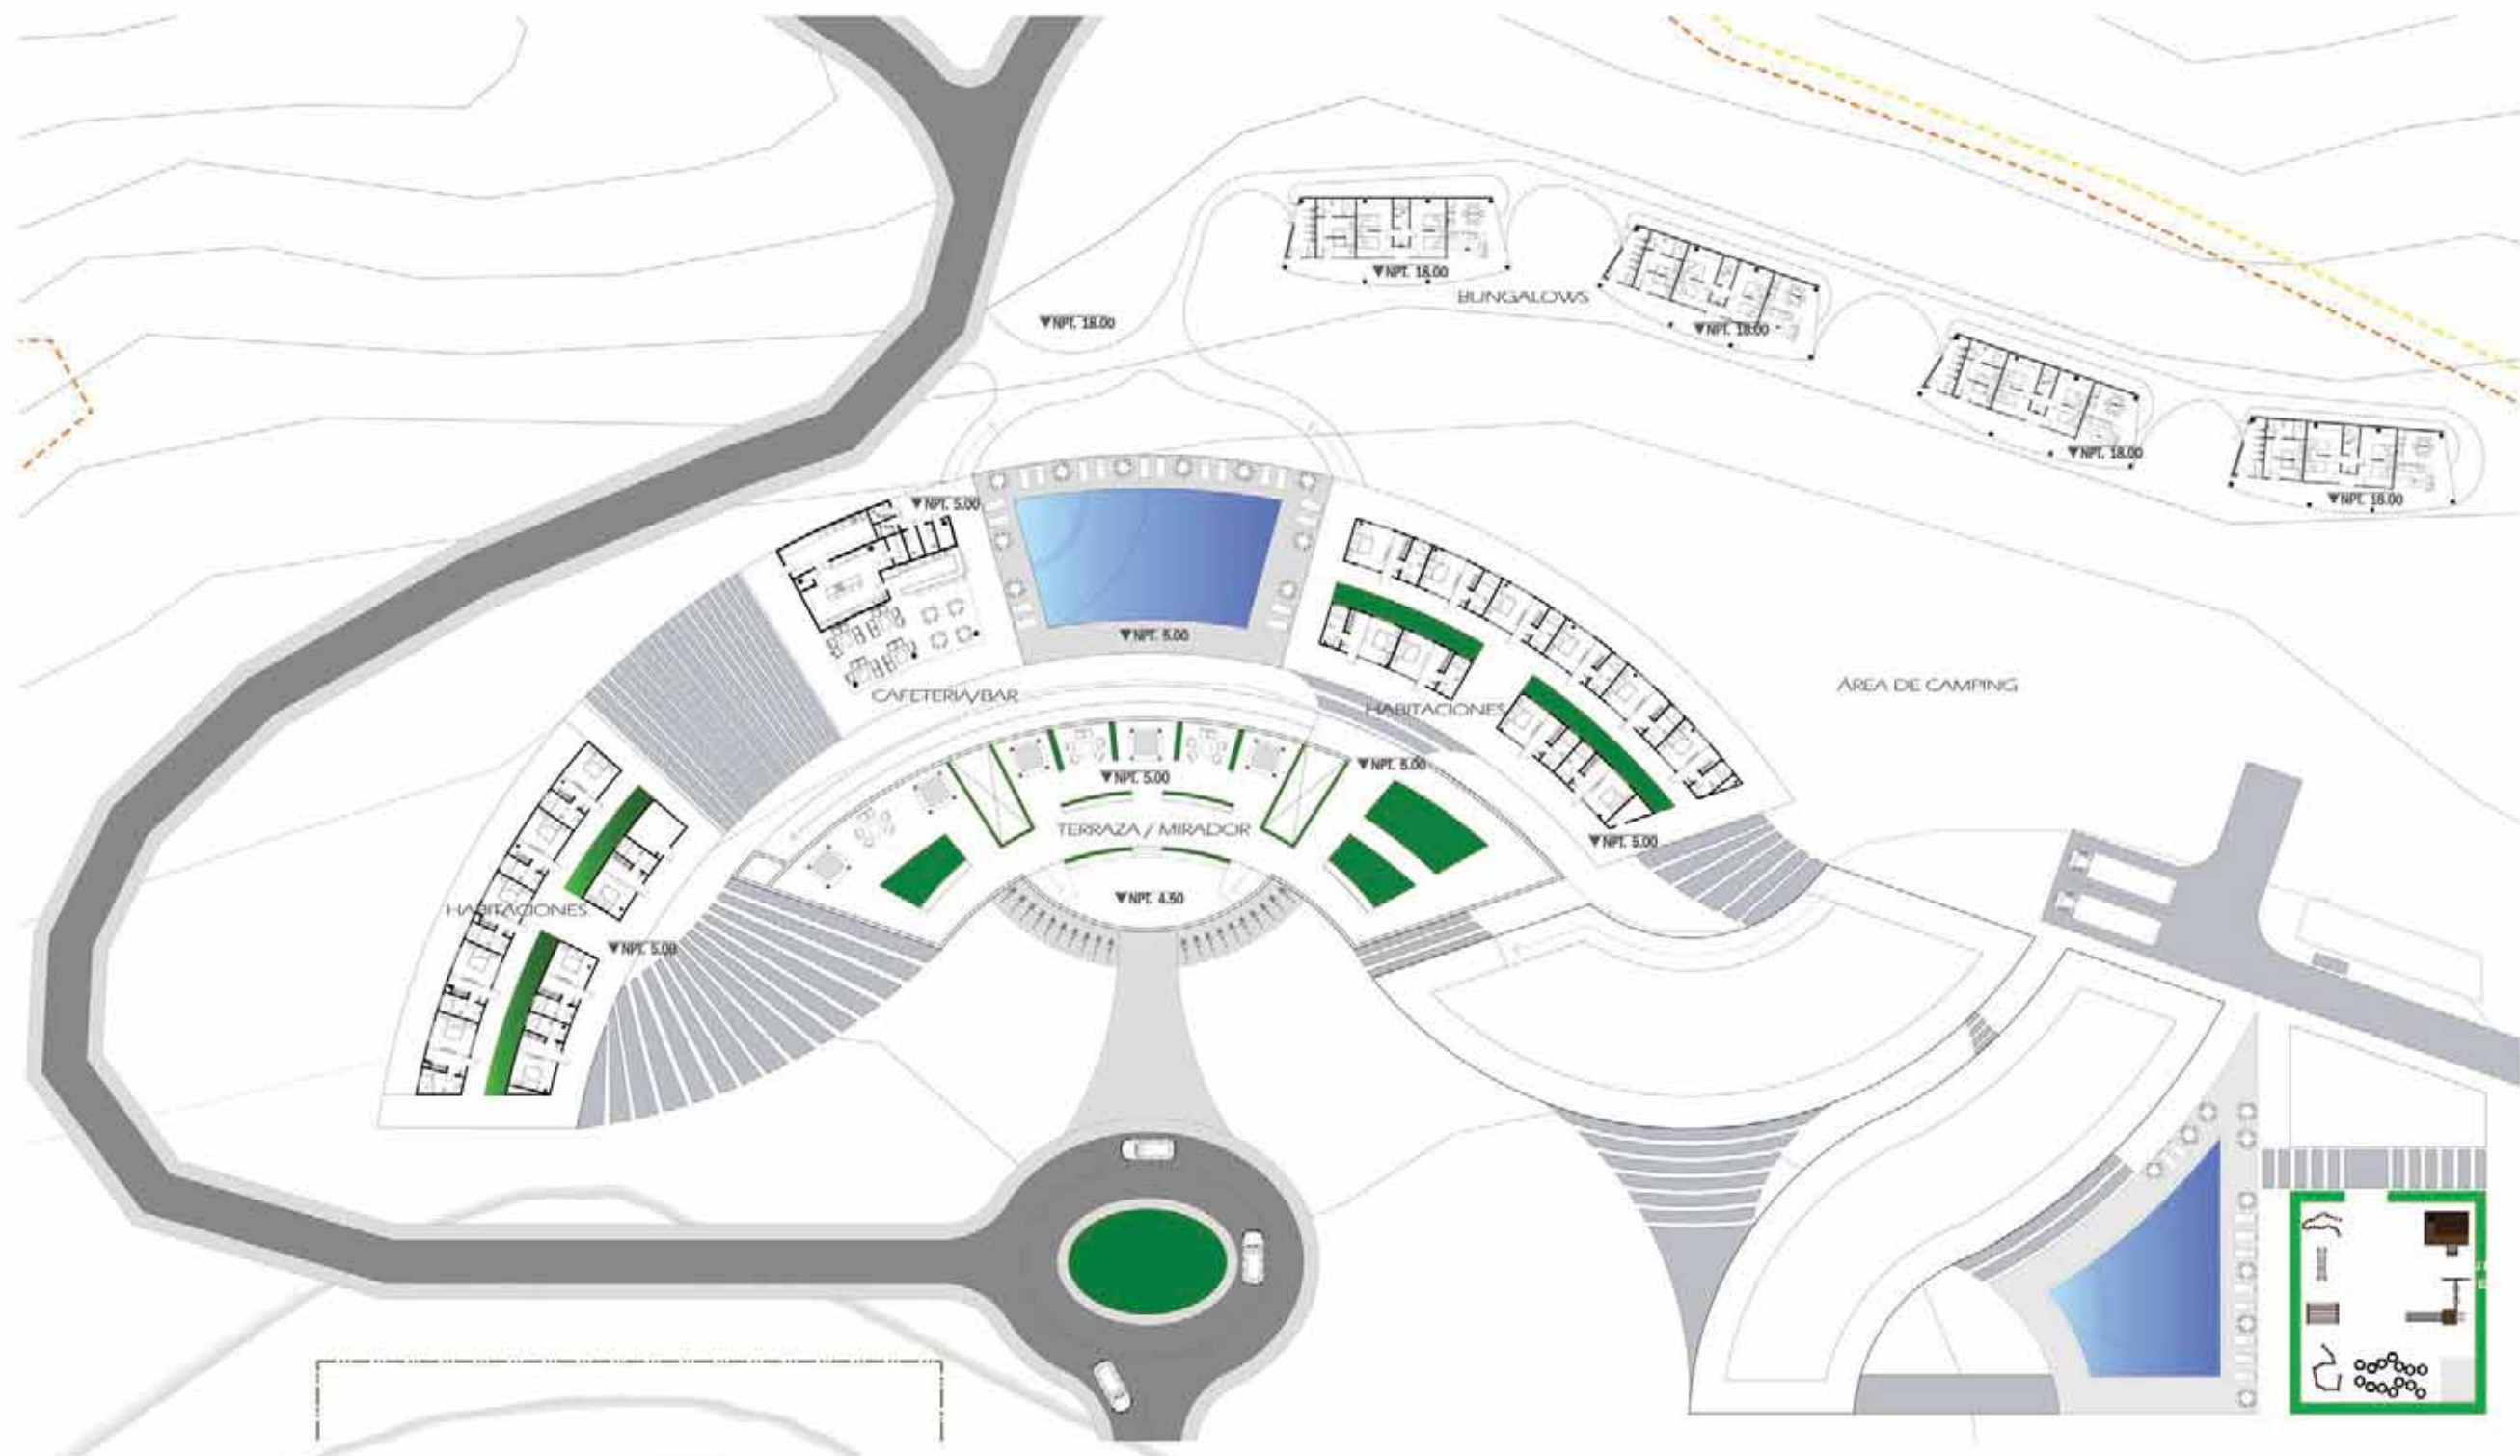 ▼NPT. 18.00
BUNGALOWS
▼NPT. 18.00
▼NPT. 18.00
▼NPT. 18.00
▼NPT. 18.00
▼NPT. 5.00
▼NPT. 5.00
ÁREA DE CAMPING
CAFETERIA/BAR
HABITACIONES
▼NPT. 5.00
▼NPT. 5.00
TERRAZA / MIRADOR
▼NPT. 5.00
▼NPT. 4.50
HABITACIONES
▼NPT. 5.00